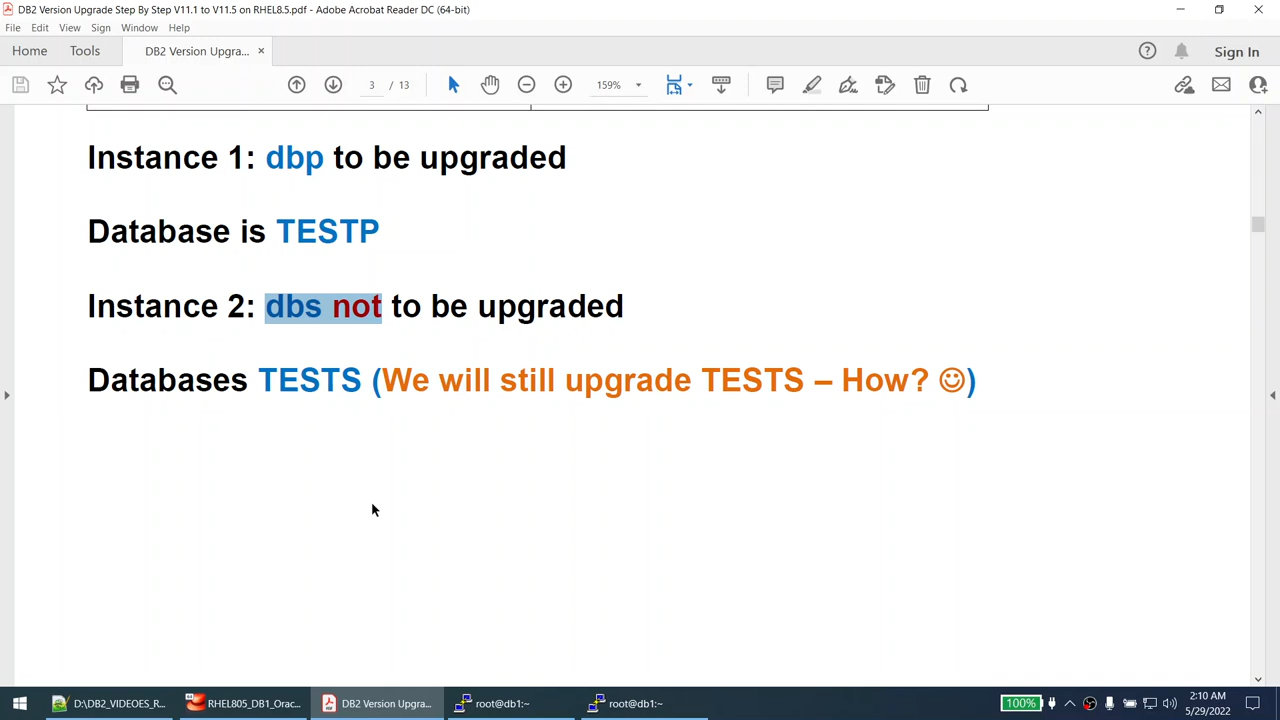 DB2 Version Upgrade Step By Step V11.1 to V11.5 on RHEL8.5.pdf - Adobe Acrobat Reader DC (64-bit)
File Edit View Sign Window Help
Home Tools DB2 Version Upgra... × Sign In
3 / 13 159%
Instance 1: dbp to be upgraded
Database is TESTP
Instance 2: dbs not to be upgraded
Databases TESTS (We will still upgrade TESTS – How? ☺)
D:\DB2_VIDEOES_R... RHEL805_DB1_Orac... DB2 Version Upgra... root@db1:~ root@db1:~ 100% 2:10 AM
5/29/2022